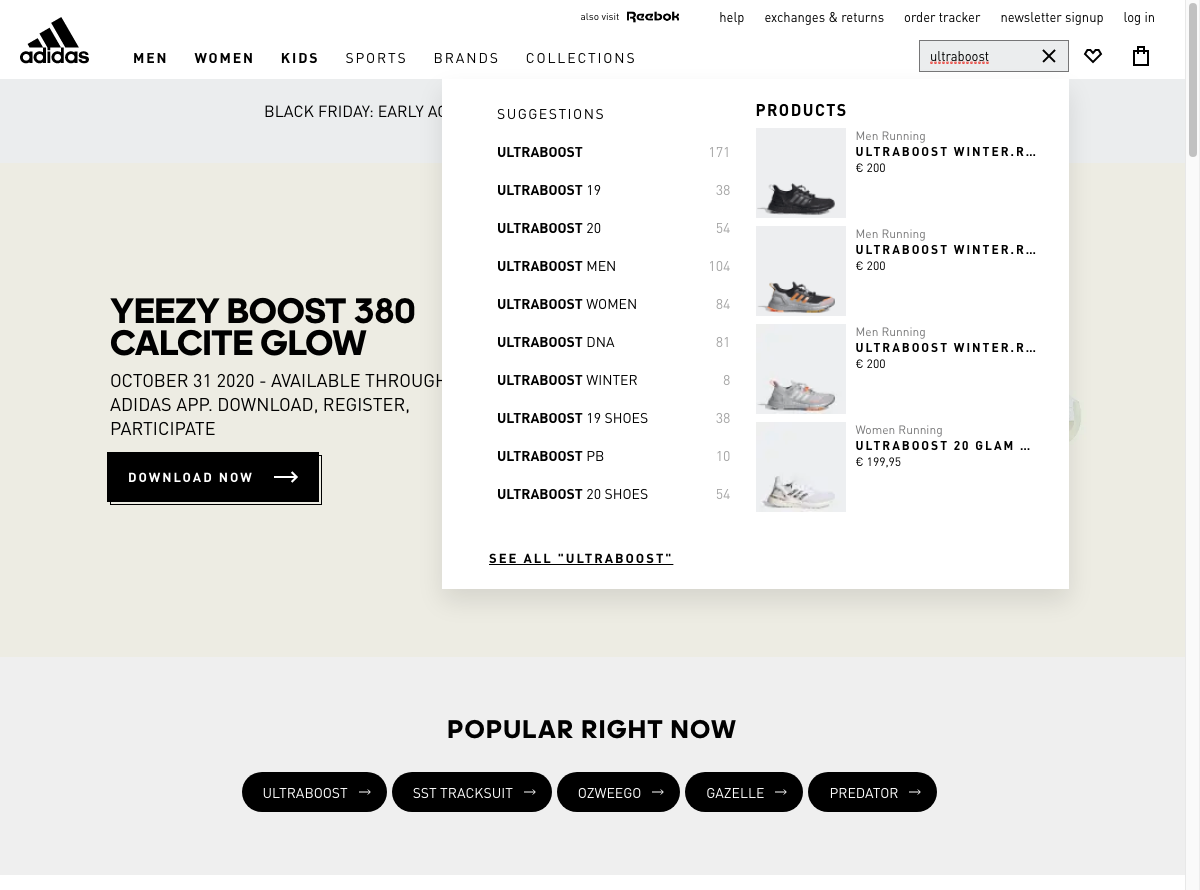 also visit Reebok
help
exchanges & returns
order tracker
newsletter signup
log in
adidas
MEN
WOMEN
KIDS
SPORTS
BRANDS
COLLECTIONS
ultraboost
BLACK FRIDAY: EARLY
SUGGESTIONS
ULTRABOOST 171
ULTRABOOST 19 38
ULTRABOOST 20 54
ULTRABOOST MEN 104
ULTRABOOST WOMEN 84
ULTRABOOST DNA 81
ULTRABOOST WINTER 8
ULTRABOOST 19 SHOES 38
ULTRABOOST PB 10
ULTRABOOST 20 SHOES 54
SEE ALL "ULTRABOOST"
PRODUCTS
Men Running
ULTRABOOST WINTER.R...
€ 200
Men Running
ULTRABOOST WINTER.R...
€ 200
Men Running
ULTRABOOST WINTER.R...
€ 200
Women Running
ULTRABOOST 20 GLAM ...
€ 199,95
YEEZY BOOST 380
CALCITE GLOW
OCTOBER 31 2020 - AVAILABLE THROUGH
ADIDAS APP. DOWNLOAD, REGISTER,
PARTICIPATE
DOWNLOAD NOW
POPULAR RIGHT NOW
ULTRABOOST
SST TRACKSUIT
OZWEEGO
GAZELLE
PREDATOR